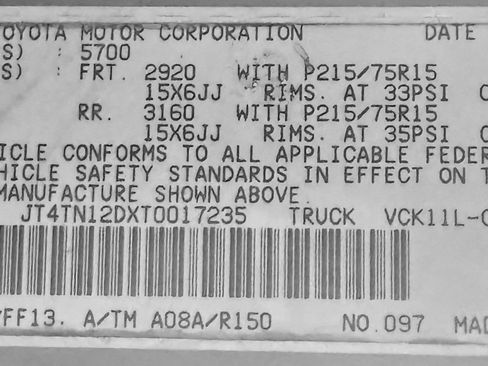 TOYOTA MOTOR CORPORATION DATE
S) : 5700
S) : FRT. 2920 WITH P215/75R15
15X6JJ RIMS. AT 33PSI
RR. 3160 WITH P215/75R15
15X6JJ RIMS. AT 35PSI
ICLE CONFORMS TO ALL APPLICABLE FEDER
HICLE SAFETY STANDARDS IN EFFECT ON T
MANUFACTURE SHOWN ABOVE.
JT4TN12DXT0017235 TRUCK VCK11L-
/FF13. A/TM A08A/R150 NO.097 MAD